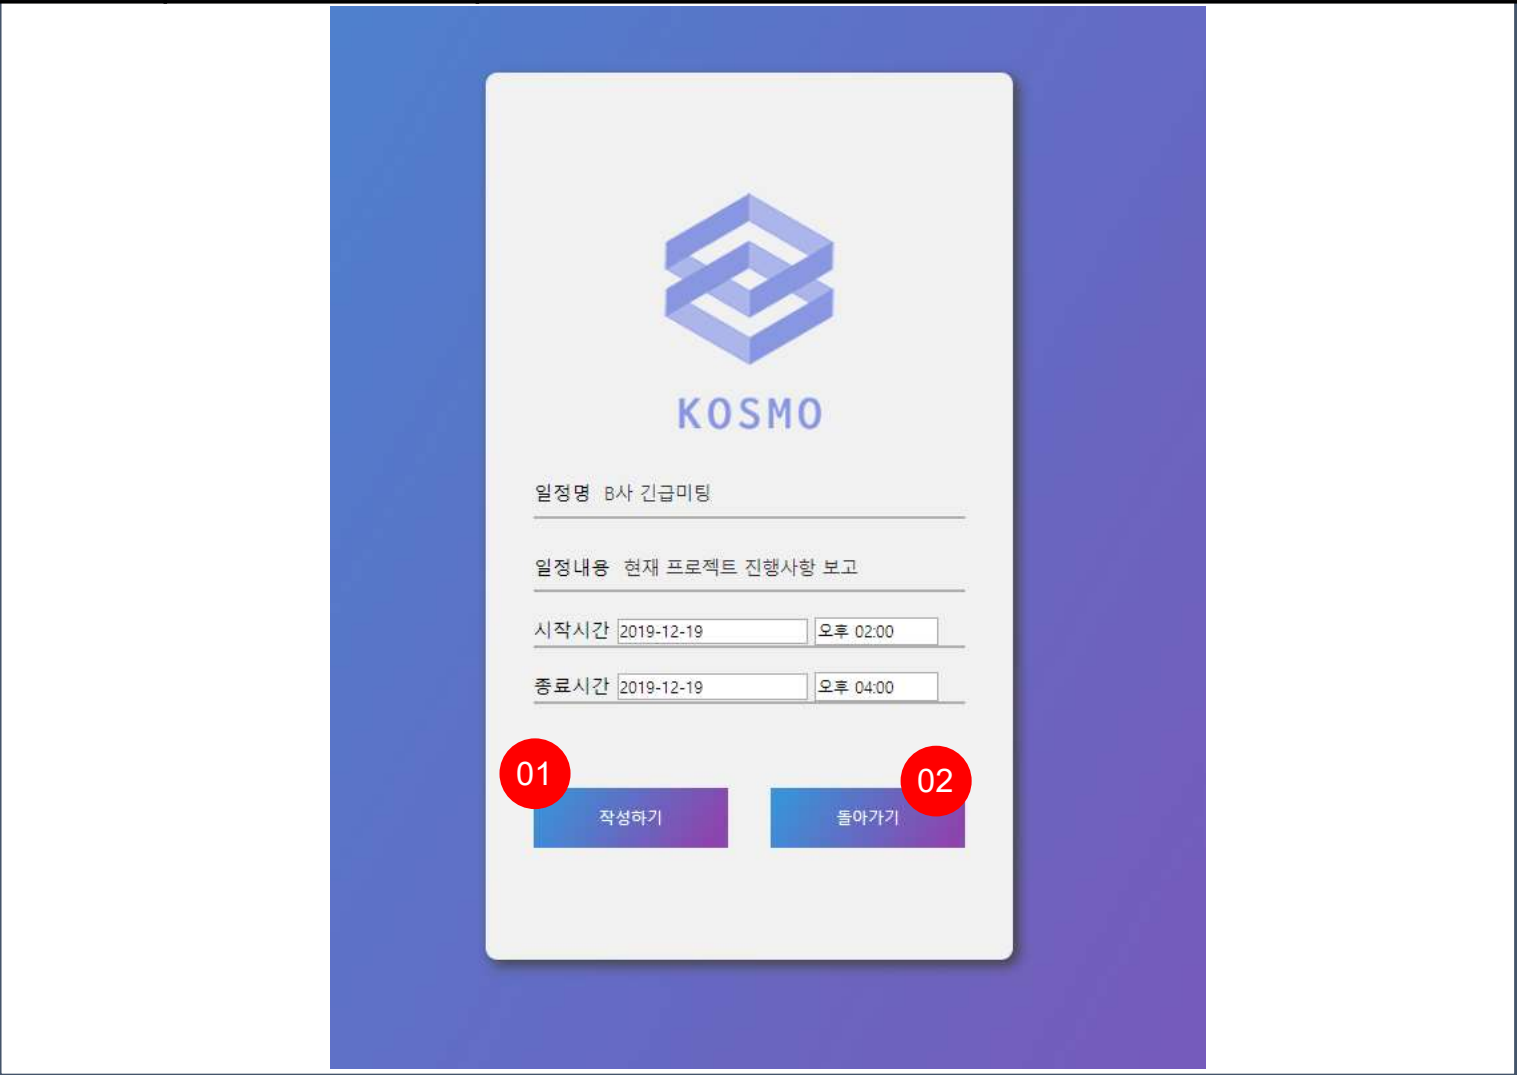 KOSMO
일정명 B사 긴급미팅
일정내용 현재 프로젝트 진행사항 보고
시작시간 2019-12-19 오후 02:00
종료시간 2019-12-19 오후 04:00
01 02
작성하기 돌아가기